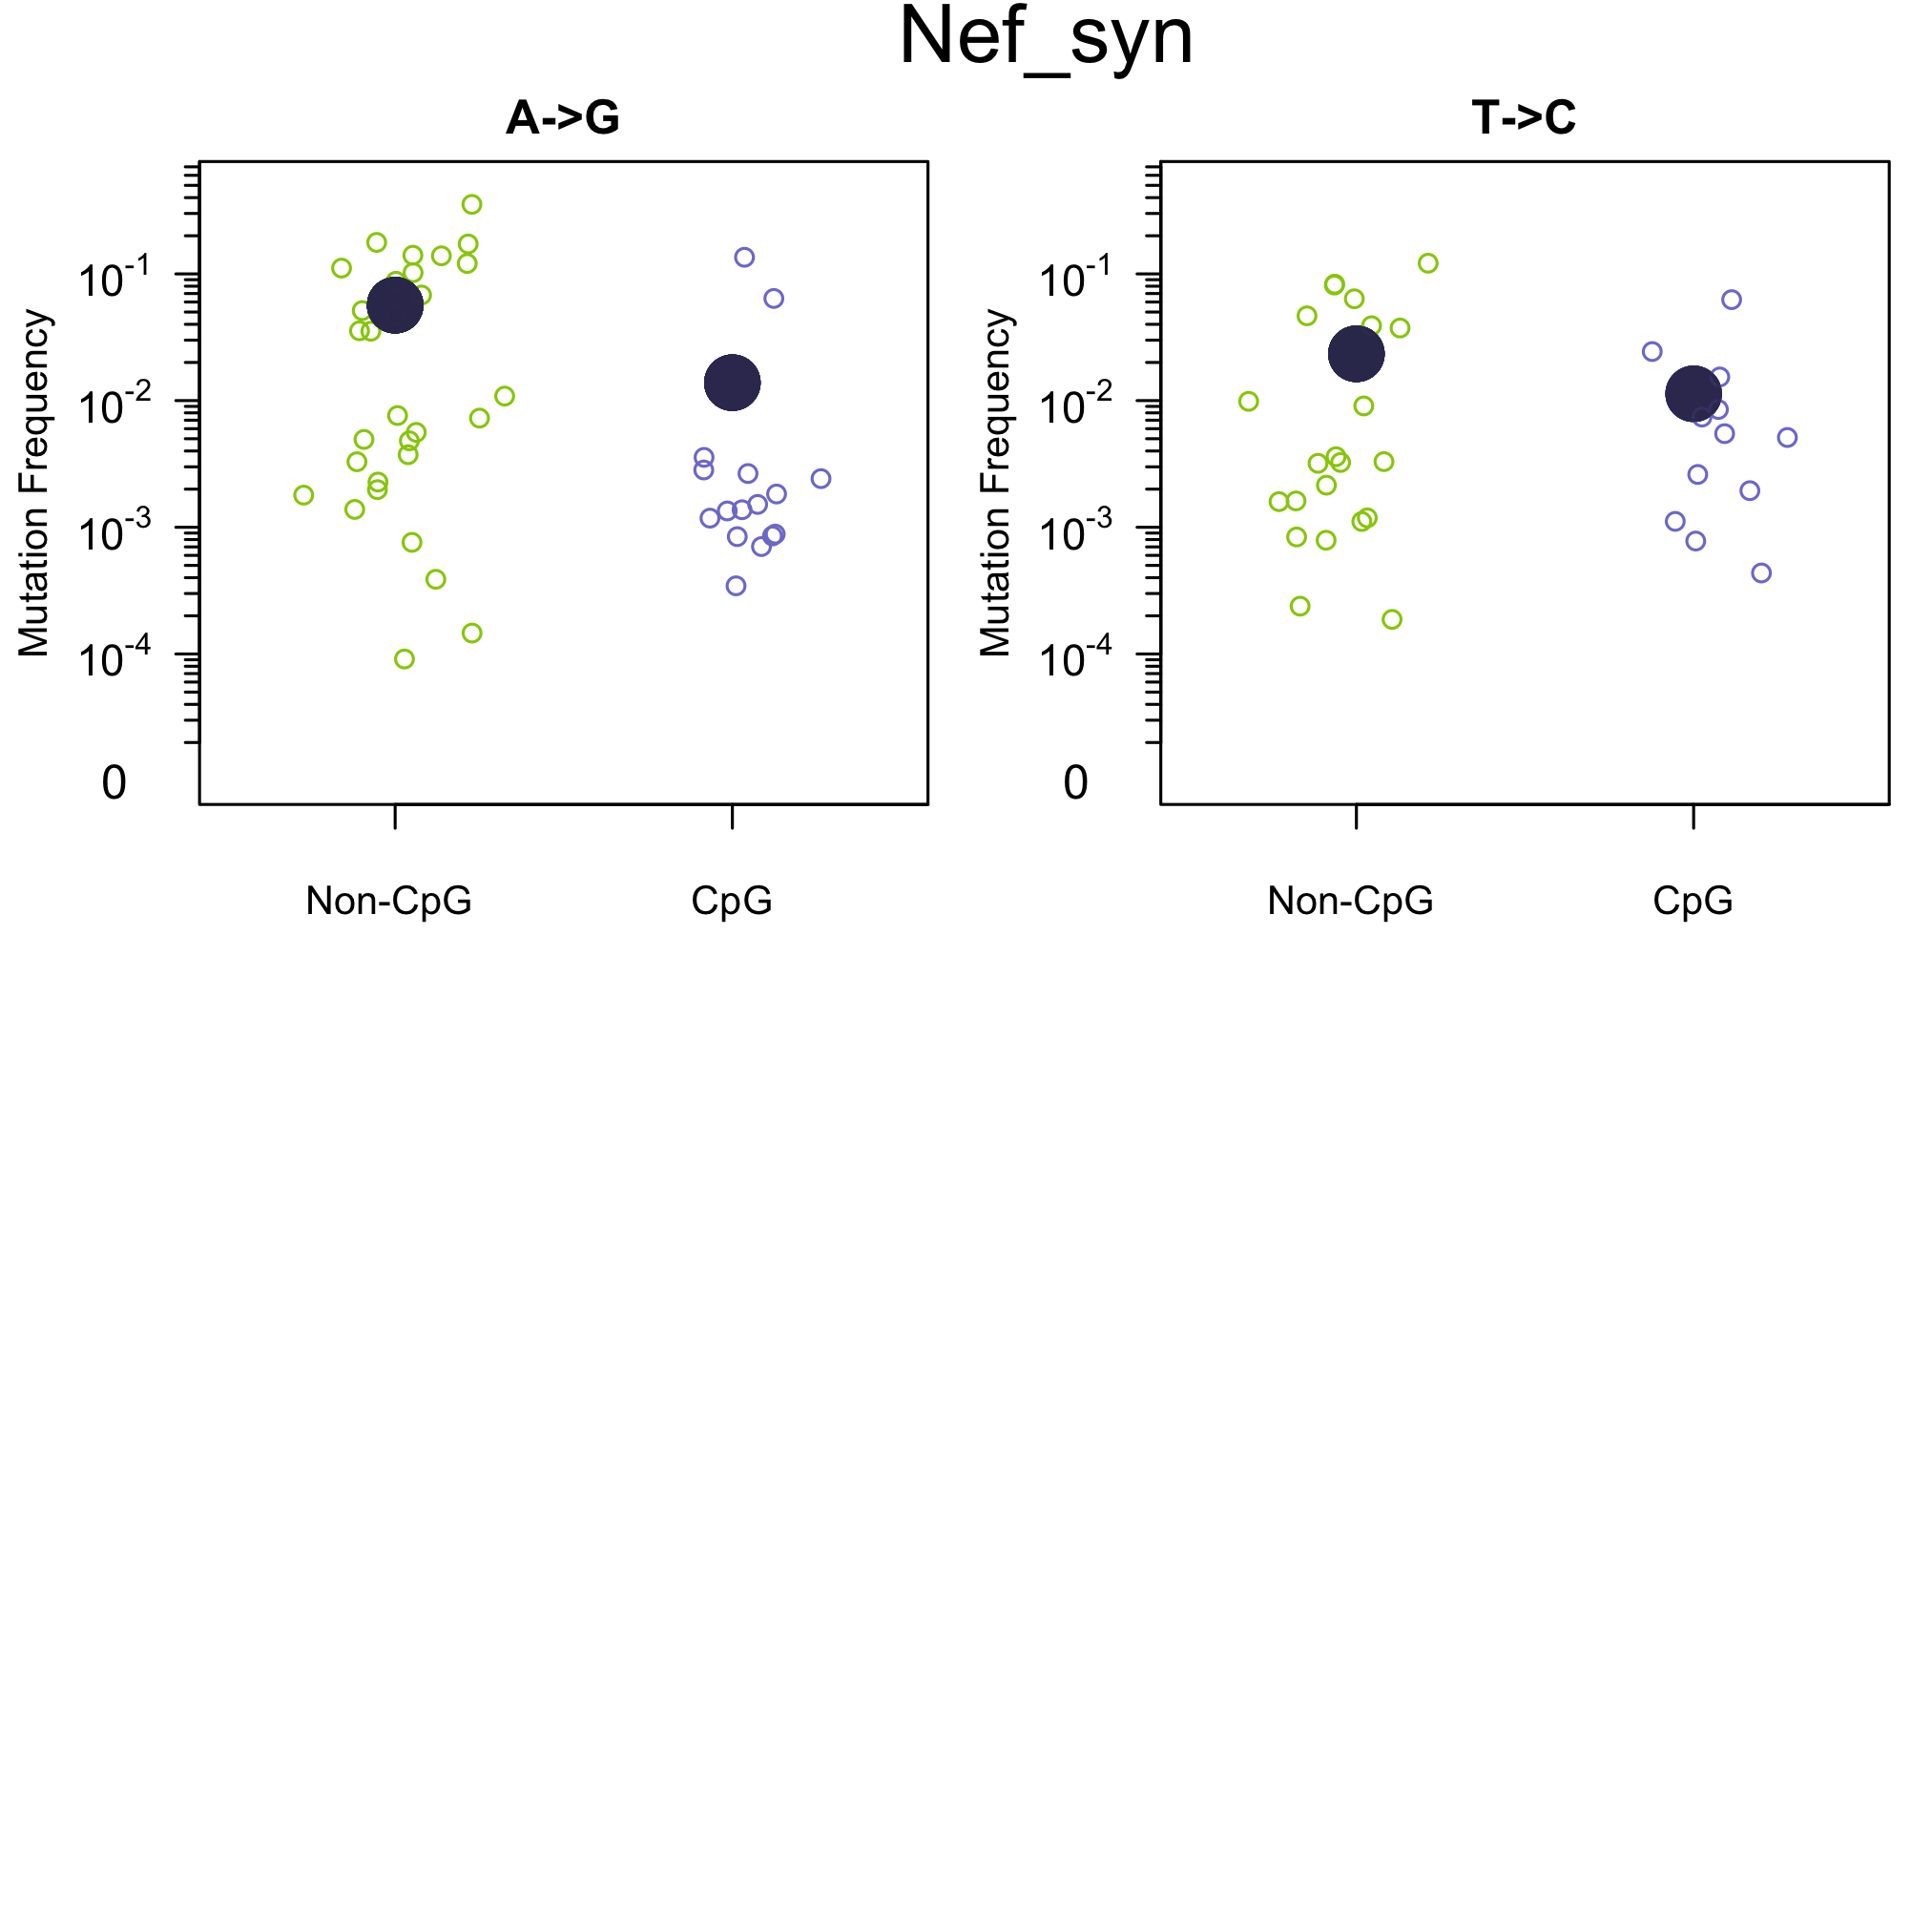 Nef_syn
A->G
T->C
Mutation Frequency
10-1
10-2
10-3
10-4
0
Non-CpG
CpG
Mutation Frequency
10-1
10-2
10-3
10-4
0
Non-CpG
CpG